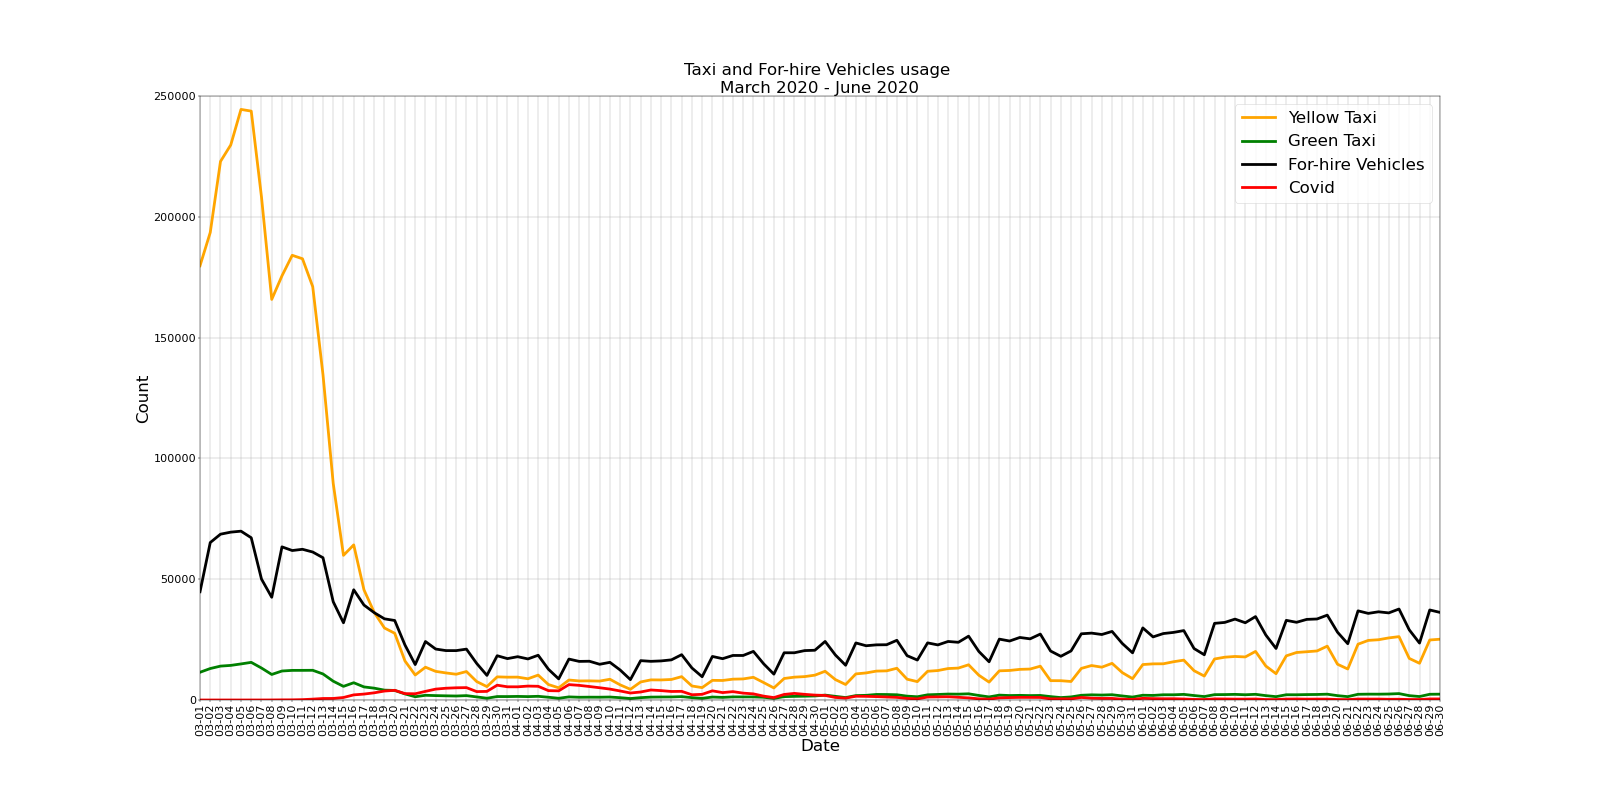 Taxi and For-hire Vehicles usage
March 2020 - June 2020
250000
200000
150000
100000
50000
0
Count
Yellow Taxi
Green Taxi
For-hire Vehicles
Covid
03-01 03-02 03-03 03-04 03-05 03-06 03-07 03-08 03-09 03-10 03-11 03-12 03-13 03-14 03-15 03-16 03-17 03-18 03-19 03-20 03-21 03-22 03-23 03-24 03-25 03-26 03-27 03-28 03-29 03-30 03-31 04-01 04-02 04-03 04-04 04-05 04-06 04-07 04-08 04-09 04-10 04-11 04-12 04-13 04-14 04-15 04-16 04-17 04-18 04-19 04-20 04-21 04-22 04-23 04-24 04-25 04-26 04-27 04-28 04-29 04-30 05-01 05-02 05-03 05-04 05-05 05-06 05-07 05-08 05-09 05-10 05-11 05-12 05-13 05-14 05-15 05-16 05-17 05-18 05-19 05-20 05-21 05-22 05-23 05-24 05-25 05-26 05-27 05-28 05-29 05-30 05-31 06-01 06-02 06-03 06-04 06-05 06-06 06-07 06-08 06-09 06-10 06-11 06-12 06-13 06-14 06-15 06-16 06-17 06-18 06-19 06-20 06-21 06-22 06-23 06-24 06-25 06-26 06-27 06-28 06-29 06-30
Date